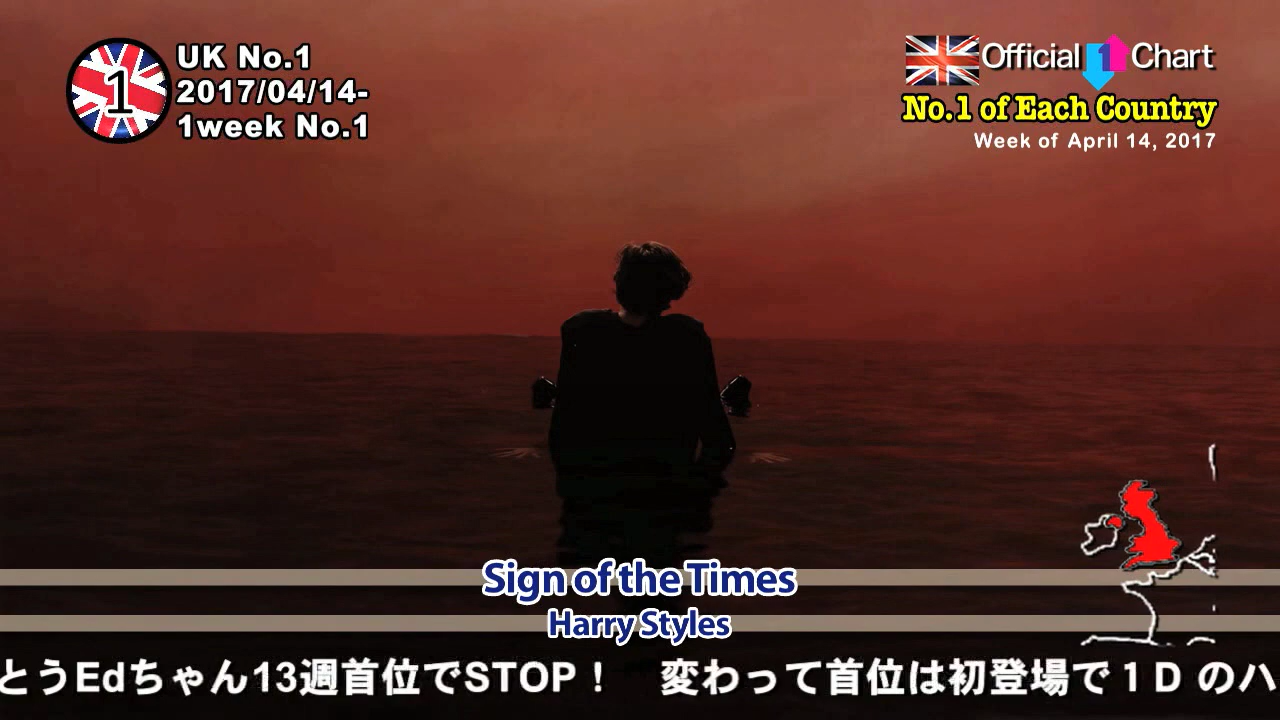 UK No.1
2017/04/14-
1week No.1
1
Official 1 Chart
No.1 of Each Country
Week of April 14, 2017
Sign of the Times
Harry Styles
とうEdちゃん13週首位でSTOP！　変わって首位は初登場で１Ｄ のハ